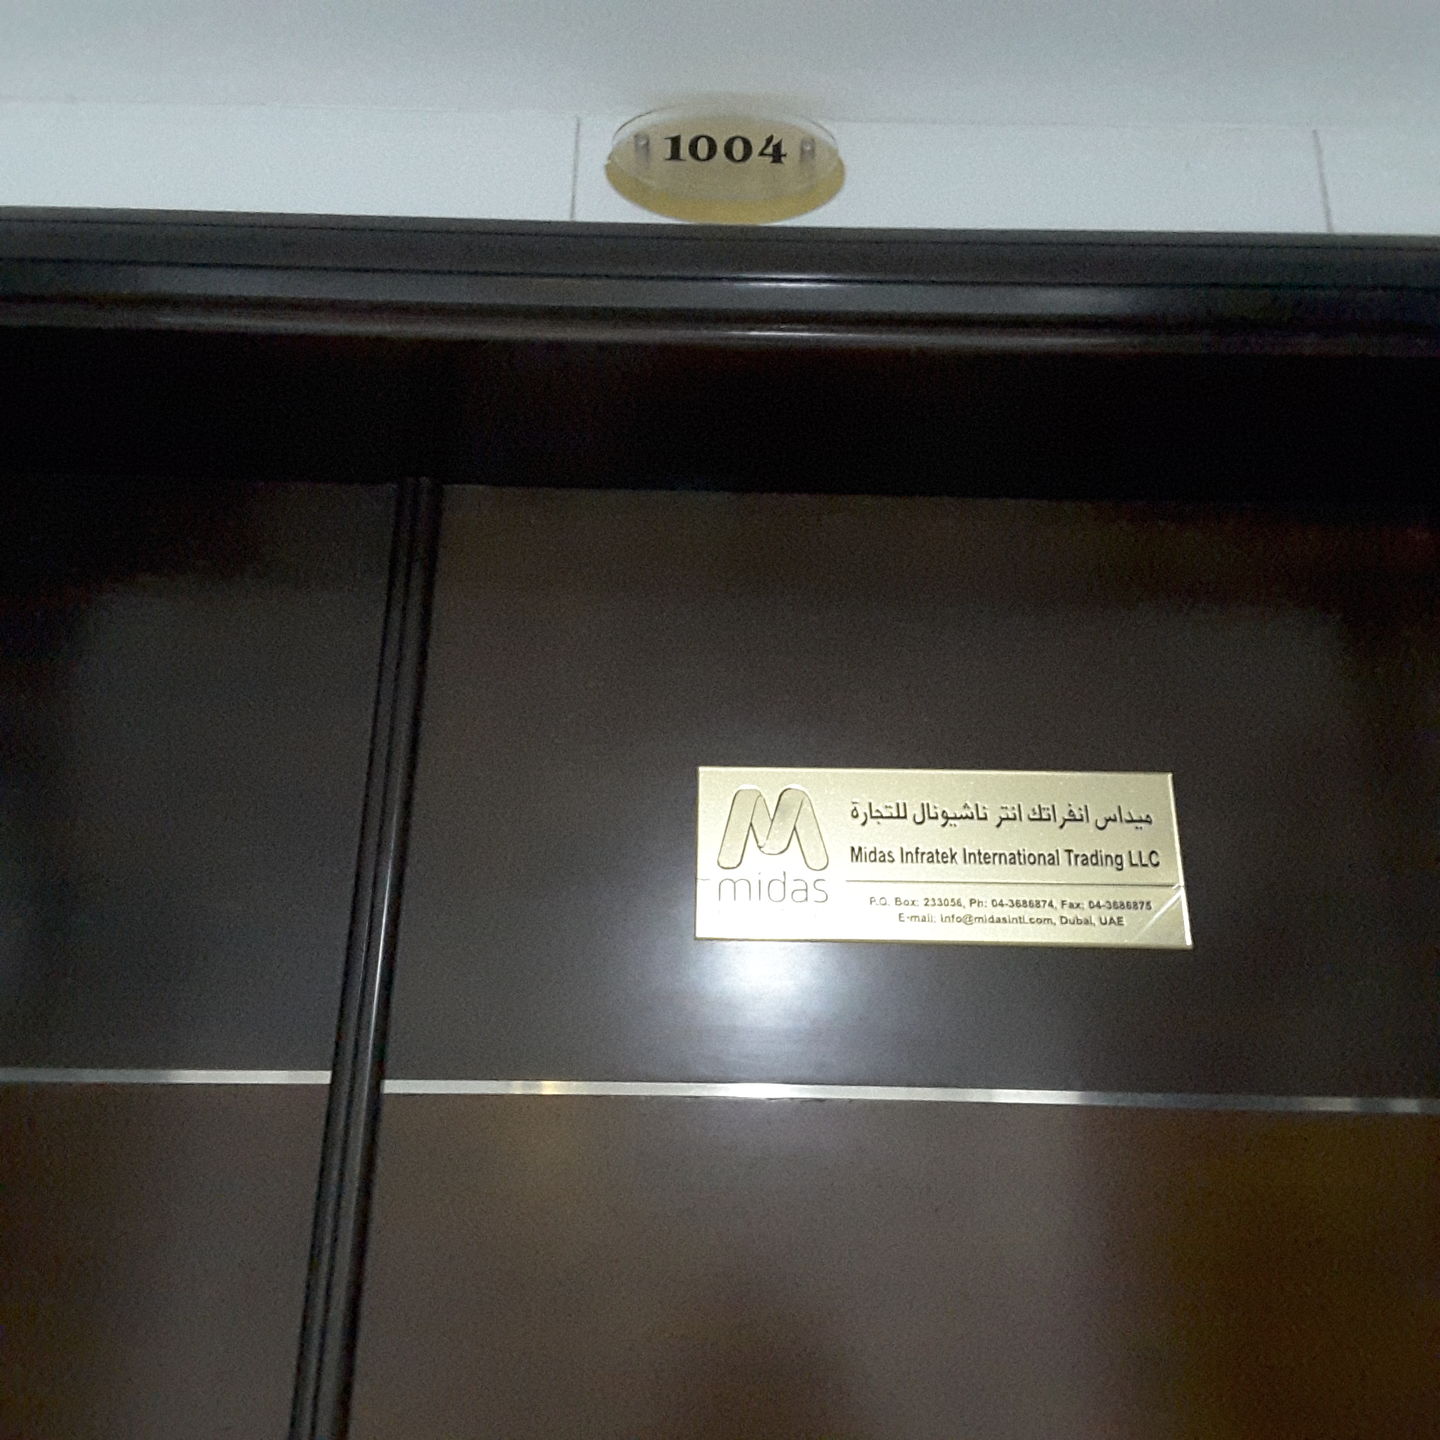 1004
ميداس انفراتك انتر ناشيونال للتجارة
Midas Infratek International Trading LLC
midas
P.O. Box: 233056, Ph: 04-3686874, Fax: 04-3686875
E-mail: info@midasintl.com, Dubai, UAE